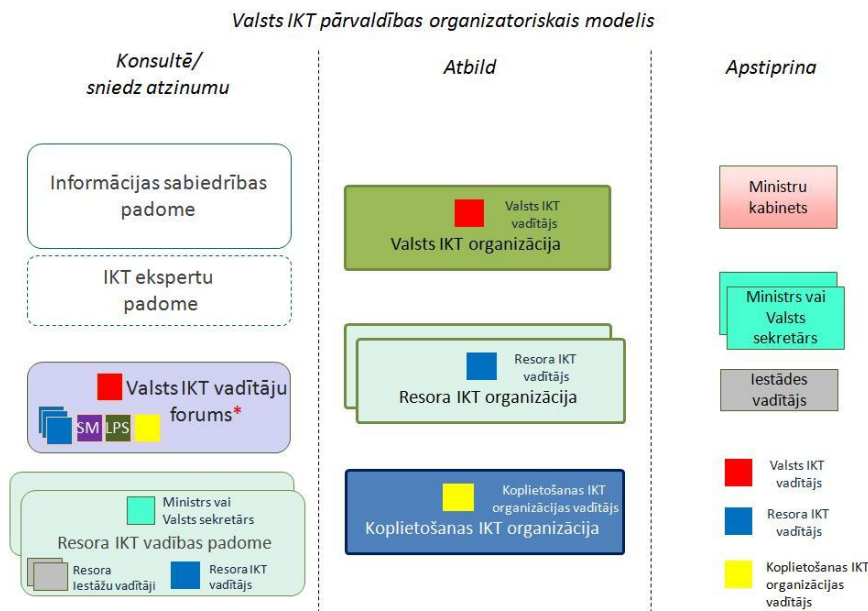 Valsts IKT pārvaldības organizatoriskais modelis
Konsultē/
sniedz atzinumu
Informācijas sabiedrības
padome
IKT ekspertu
padome
Valsts IKT vadītāju
forums*
SM
LPS
Ministrs vai
Valsts sekretārs
Resora IKT vadības padome
Resora
Iestāžu vadītāji
Resora IKT
vadītājs
Atbild
Valsts IKT
vadītājs
Valsts IKT organizācija
Resora IKT
vadītājs
Resora IKT organizācija
Koplietošanas IKT
organizācijas vadītājs
Koplietošanas IKT organizācija
Apstiprina
Ministru
kabinets
Ministrs vai
Valsts
sekretārs
Iestādes
vadītājs
Valsts IKT
vadītājs
Resora IKT
vadītājs
Koplietošanas IKT
organizācijas
vadītājs